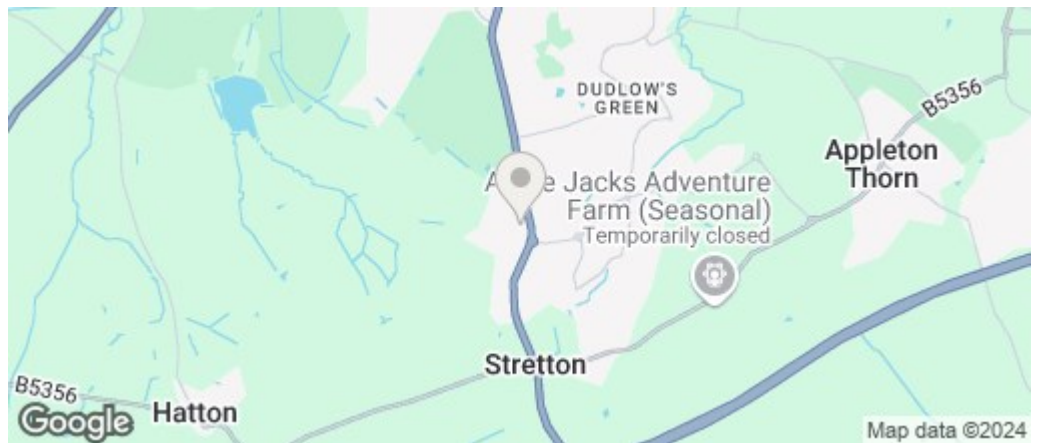 DUDLOW'S
GREEN
B5356
Appleton
Thorn
Jacks Adventure
Farm (Seasonal)
Temporarily closed
Stretton
B5356
Hatton
Google
Map data ©2024